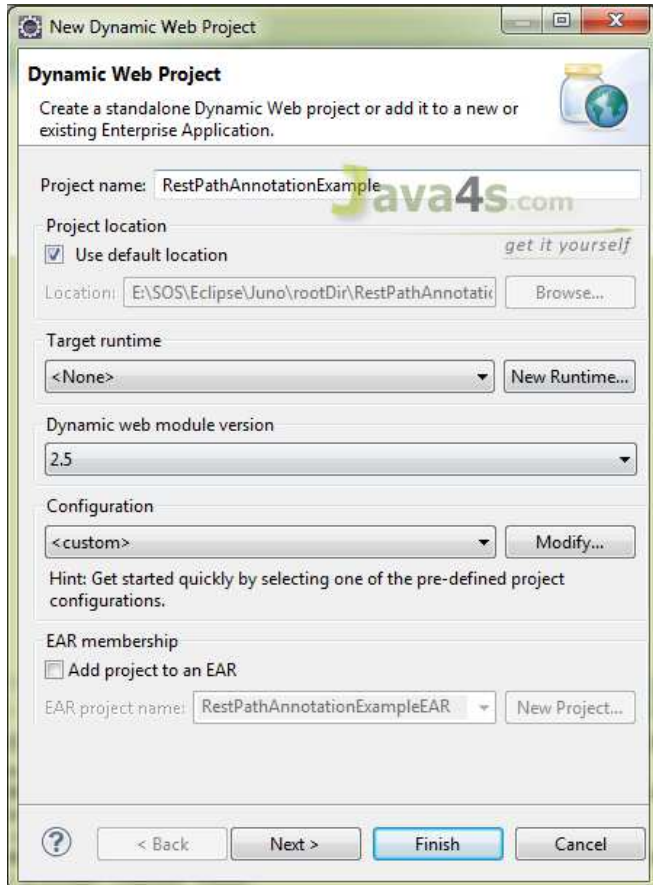 New Dynamic Web Project
Dynamic Web Project
Create a standalone Dynamic Web project or add it to a new or
existing Enterprise Application.
Project name: RestPathAnnotationExample
Java4s.com
get it yourself
Project location
Use default location
Location: E:\SOS\Eclipse\Juno\rootDir\RestPathAnnotatic Browse...
Target runtime
<None> New Runtime...
Dynamic web module version
2.5
Configuration
<custom> Modify...
Hint: Get started quickly by selecting one of the pre-defined project
configurations.
EAR membership
Add project to an EAR
EAR project name: RestPathAnnotationExampleEAR New Project...
? < Back Next > Finish Cancel